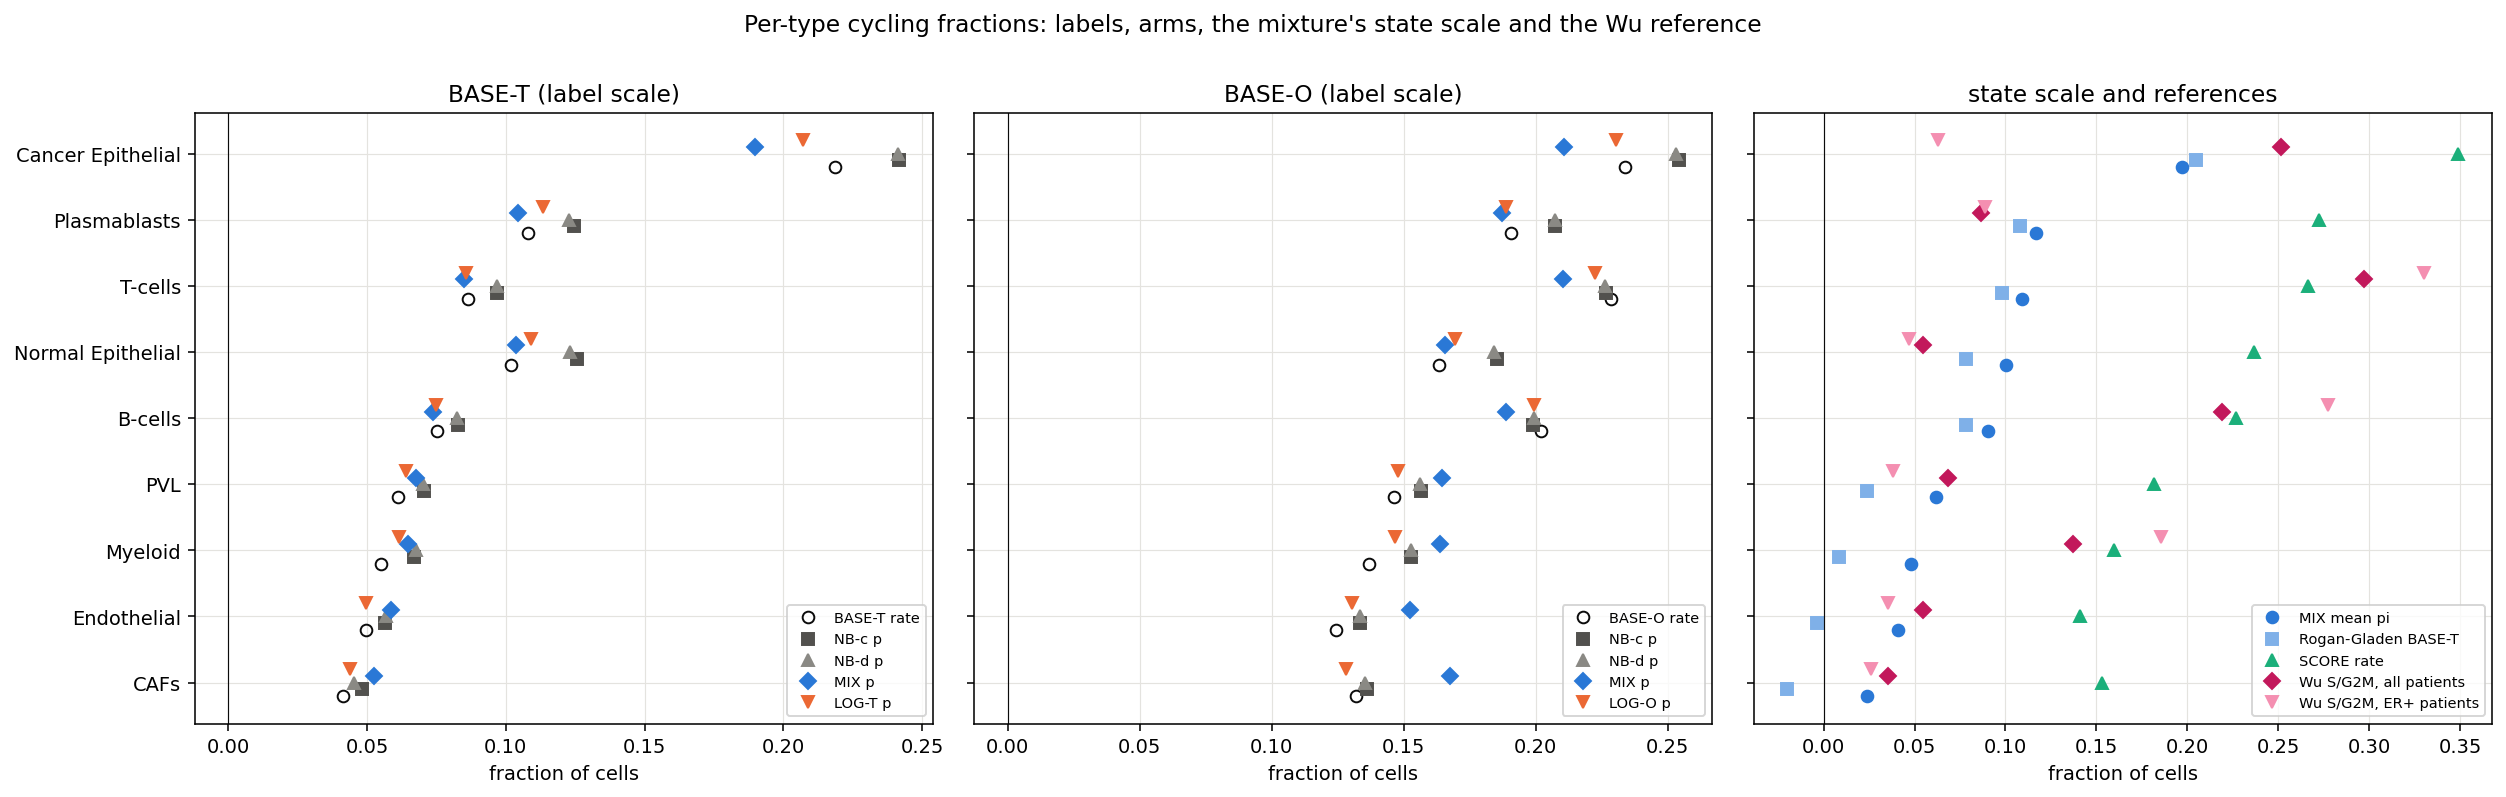 Per-type cycling fractions: labels, arms, the mixture's state scale and the Wu reference
BASE-T (label scale)
Cancer Epithelial
Plasmablasts
T-cells
Normal Epithelial
B-cells
PVL
Myeloid
Endothelial
CAFs
BASE-T rate
NB-c p
NB-d p
MIX p
LOG-T p
0.00 0.05 0.10 0.15 0.20 0.25
fraction of cells
BASE-O (label scale)
BASE-O rate
NB-c p
NB-d p
MIX p
LOG-O p
0.00 0.05 0.10 0.15 0.20 0.25
fraction of cells
state scale and references
MIX mean pi
Rogan-Gladen BASE-T
SCORE rate
Wu S/G2M, all patients
Wu S/G2M, ER+ patients
0.00 0.05 0.10 0.15 0.20 0.25 0.30 0.35
fraction of cells